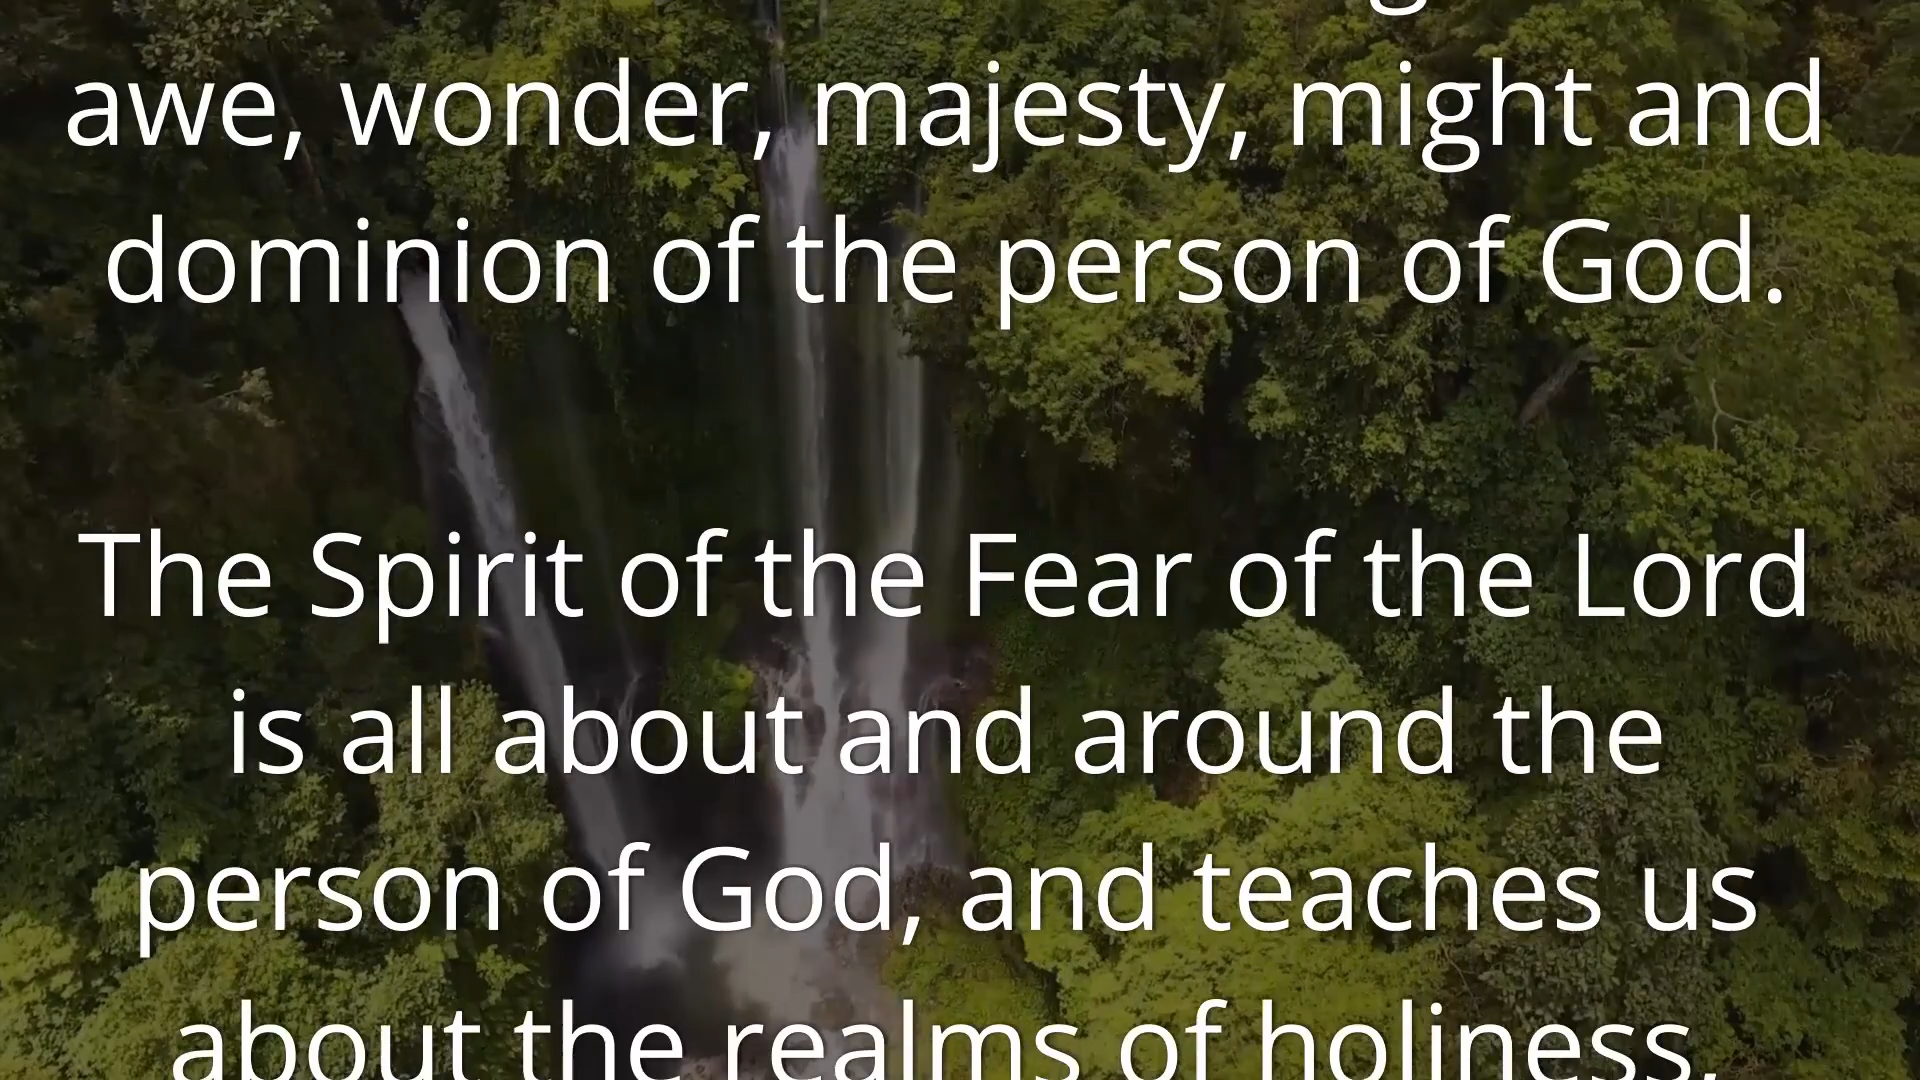 awe, wonder, majesty, might and
dominion of the person of God.
The Spirit of the Fear of the Lord
is all about and around the
person of God, and teaches us
about the realms of holiness,